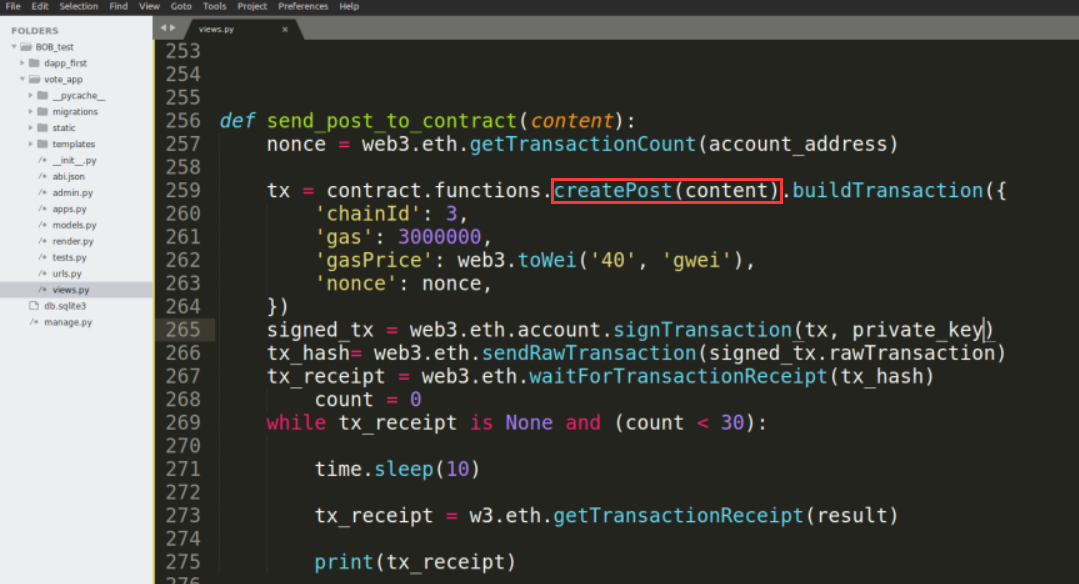 File Edit Selection Find View Goto Tools Project Preferences Help
FOLDERS
BOB_test
dapp_first
vote_app
__pycache__
migrations
static
templates
__init__.py
abi.json
admin.py
apps.py
models.py
render.py
tests.py
urls.py
views.py
db.sqlite3
manage.py
views.py ×
253
254
255
256 def send_post_to_contract(content):
257     nonce = web3.eth.getTransactionCount(account_address)
258
259     tx = contract.functions.createPost(content).buildTransaction({
260         'chainId': 3,
261         'gas': 3000000,
262         'gasPrice': web3.toWei('40', 'gwei'),
263         'nonce': nonce,
264     })
265     signed_tx = web3.eth.account.signTransaction(tx, private_key)
266     tx_hash= web3.eth.sendRawTransaction(signed_tx.rawTransaction)
267     tx_receipt = web3.eth.waitForTransactionReceipt(tx_hash)
268         count = 0
269     while tx_receipt is None and (count < 30):
270
271         time.sleep(10)
272
273         tx_receipt = w3.eth.getTransactionReceipt(result)
274
275         print(tx_receipt)
276